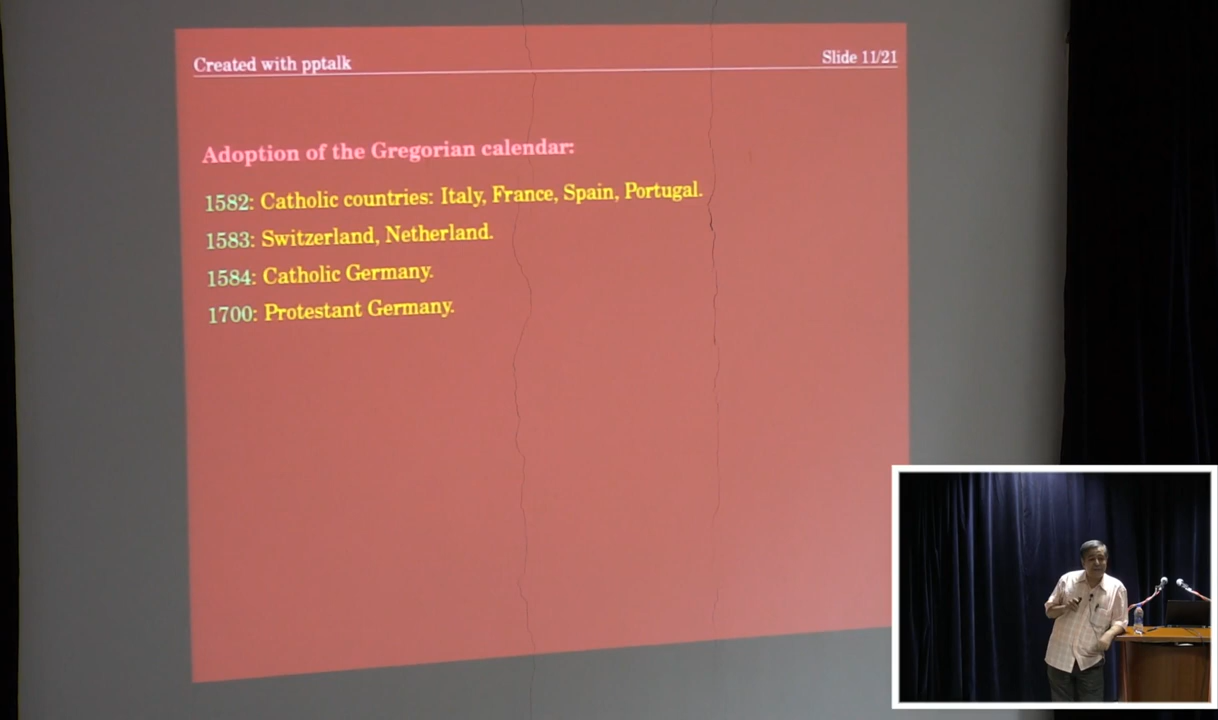 Created with pptalk
Slide 11/21
Adoption of the Gregorian calendar:
1582: Catholic countries: Italy, France, Spain, Portugal.
1583: Switzerland, Netherland.
1584: Catholic Germany.
1700: Protestant Germany.